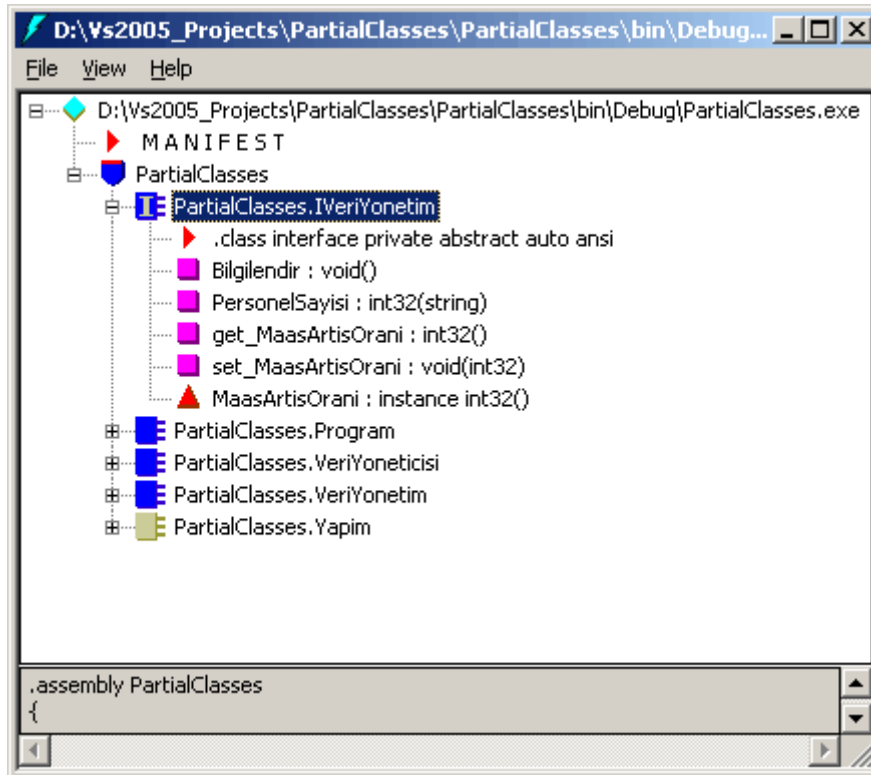 D:\Vs2005_Projects\PartialClasses\PartialClasses\bin\Debug...
File View Help
D:\Vs2005_Projects\PartialClasses\PartialClasses\bin\Debug\PartialClasses.exe
M A N I F E S T
PartialClasses
PartialClasses.IVeriYonetim
.class interface private abstract auto ansi
Bilgilendir : void()
PersonelSayisi : int32(string)
get_MaasArtisOrani : int32()
set_MaasArtisOrani : void(int32)
MaasArtisOrani : instance int32()
PartialClasses.Program
PartialClasses.VeriYoneticisi
PartialClasses.VeriYonetim
PartialClasses.Yapim
.assembly PartialClasses
{